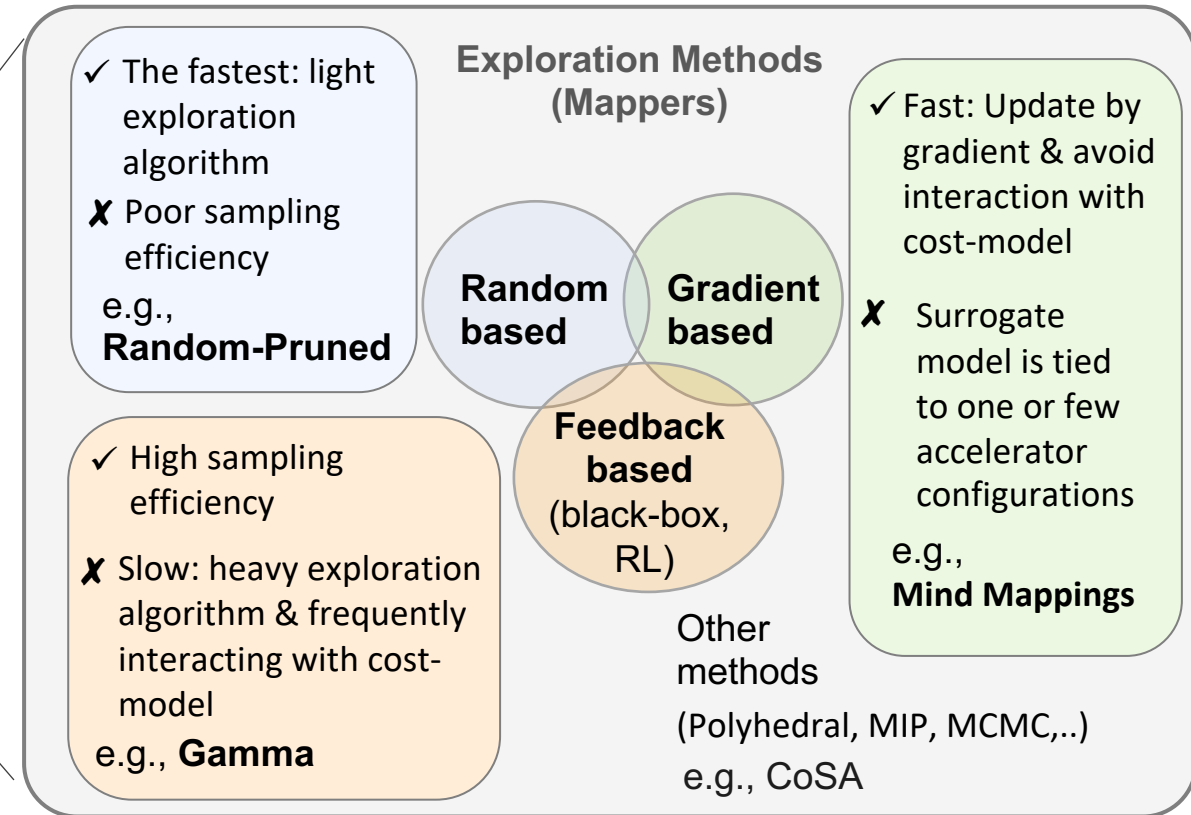 Exploration Methods
(Mappers)
✓ The fastest: light
exploration
algorithm
✗ Poor sampling
efficiency
e.g.,
Random-Pruned
✓ Fast: Update by
gradient & avoid
interaction with
cost-model
✗ Surrogate
model is tied
to one or few
accelerator
configurations
e.g.,
Mind Mappings
Random
based
Gradient
based
Feedback
based
(black-box,
RL)
✓ High sampling
efficiency
✗ Slow: heavy exploration
algorithm & frequently
interacting with cost-
model
e.g., Gamma
Other
methods
(Polyhedral, MIP, MCMC,..)
e.g., CoSA